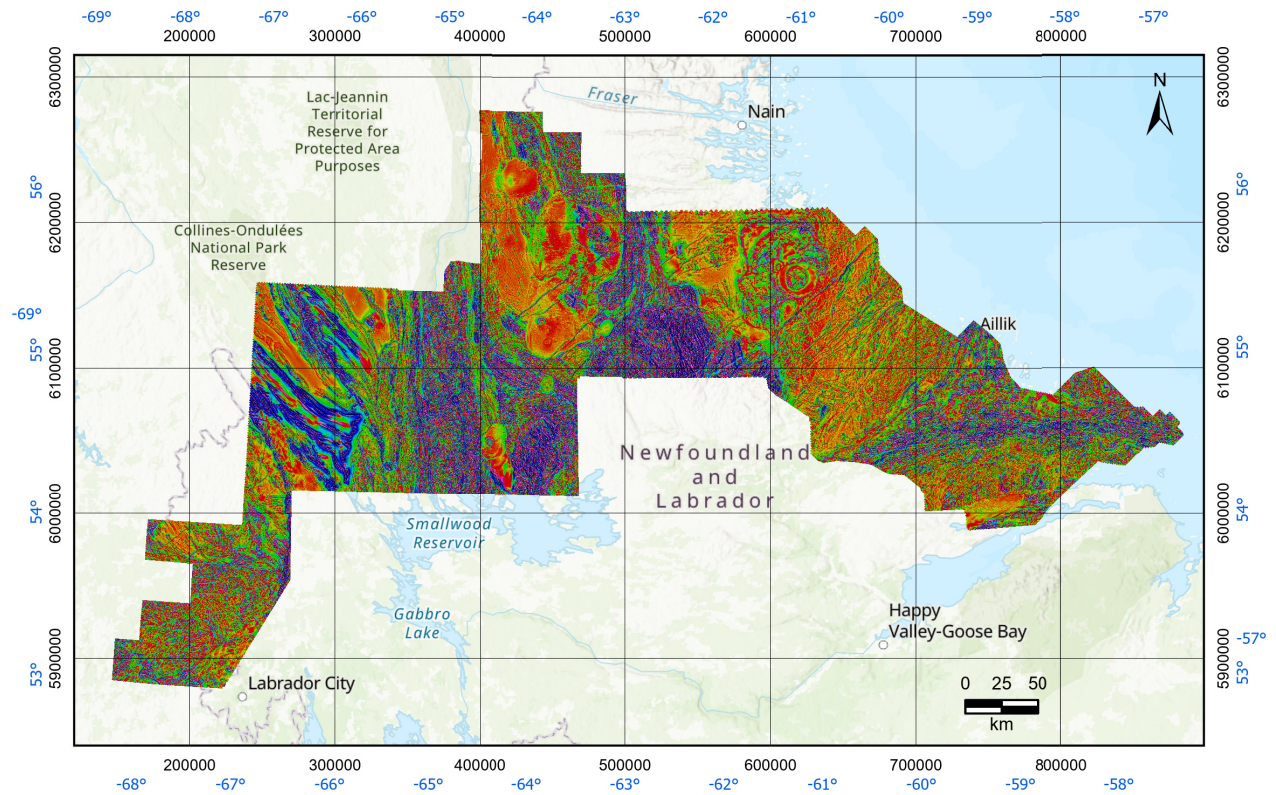 -69° -68° -67° -66° -65° -64° -63° -62° -61° -60° -59° -58° -57°
200000 300000 400000 500000 600000 700000 800000
6300000 6300000
N
Fraser
Nain
Lac-Jeannin
Territorial
Reserve for
Protected Area
Purposes
56° 56°
6200000 6200000
Collines-Ondulées
National Park
Reserve
-69°
Aillik
55° 55°
6100000 6100000
Newfoundland
and
Labrador
54° 54°
6000000 6000000
Smallwood
Reservoir
Gabbro
Lake
Happy
Valley-Goose Bay
-57°
5900000 5900000
53° 53°
Labrador City
0 25 50
km
200000 300000 400000 500000 600000 700000 800000
-68° -67° -66° -65° -64° -63° -62° -61° -60° -59° -58°